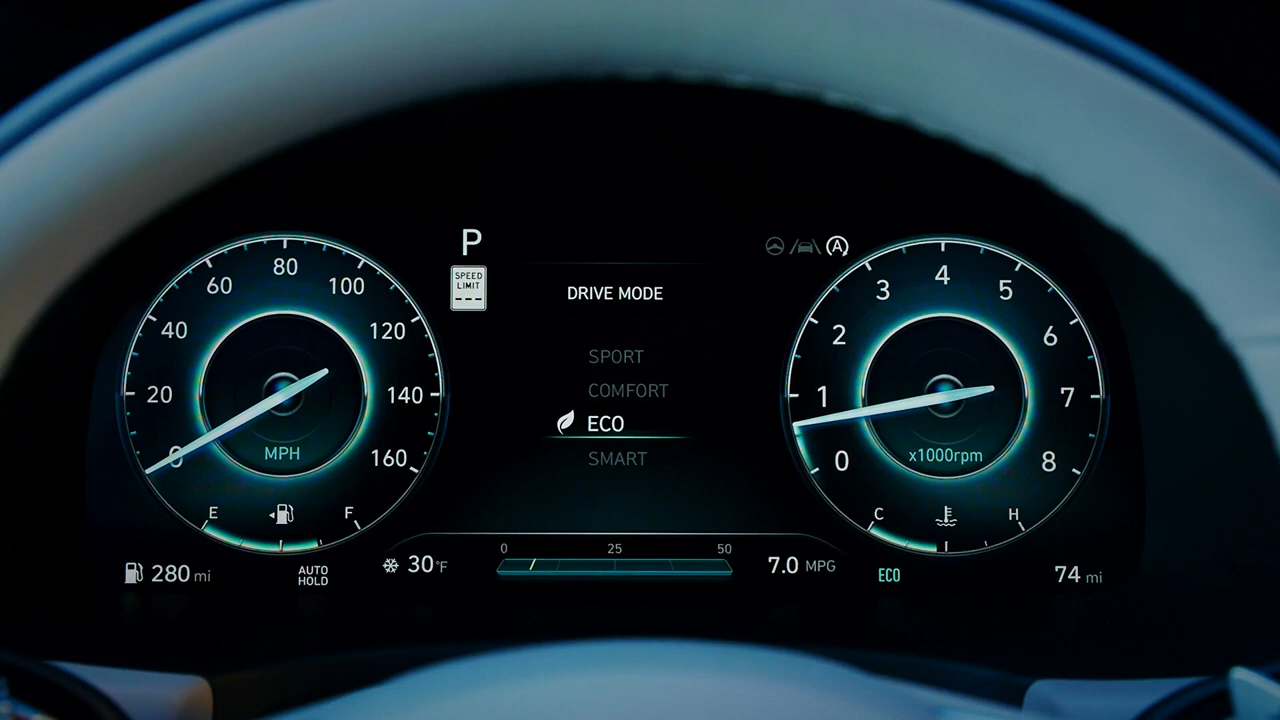 P
SPEED
LIMIT
---
DRIVE MODE
SPORT
COMFORT
ECO
SMART
0
20
40
60
80
100
120
140
160
MPH
E
F
A
0
1
2
3
4
5
6
7
8
x1000rpm
C
H
280 mi
AUTO
HOLD
30°F
0 25 50
7.0 MPG
ECO
74 mi